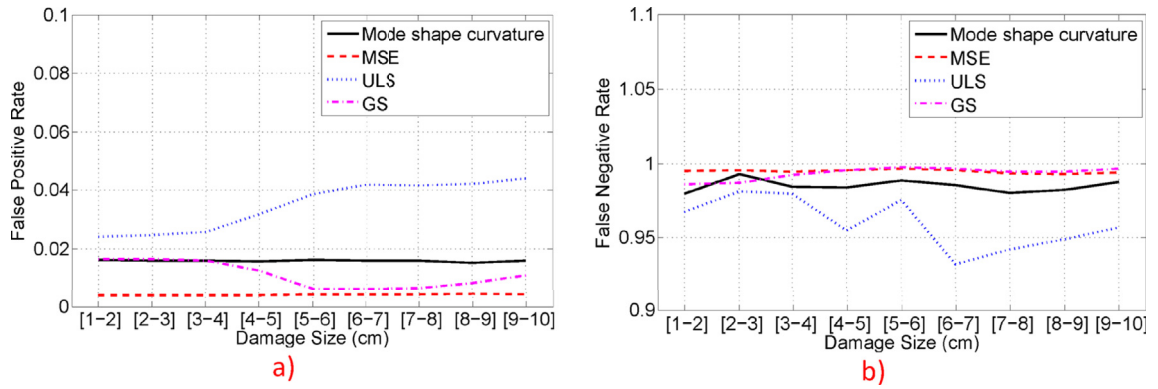 0.1
0.08
0.06
0.04
0.02
0
False Positive Rate
Mode shape curvature
MSE
ULS
GS
[1−2] [2−3] [3−4] [4−5] [5−6] [6−7] [7−8] [8−9] [9−10]
Damage Size (cm)
a)
1.1
1.05
1
0.95
0.9
False Negative Rate
Mode shape curvature
MSE
ULS
GS
[1−2] [2−3] [3−4] [4−5] [5−6] [6−7] [7−8] [8−9] [9−10]
Damage Size (cm)
b)